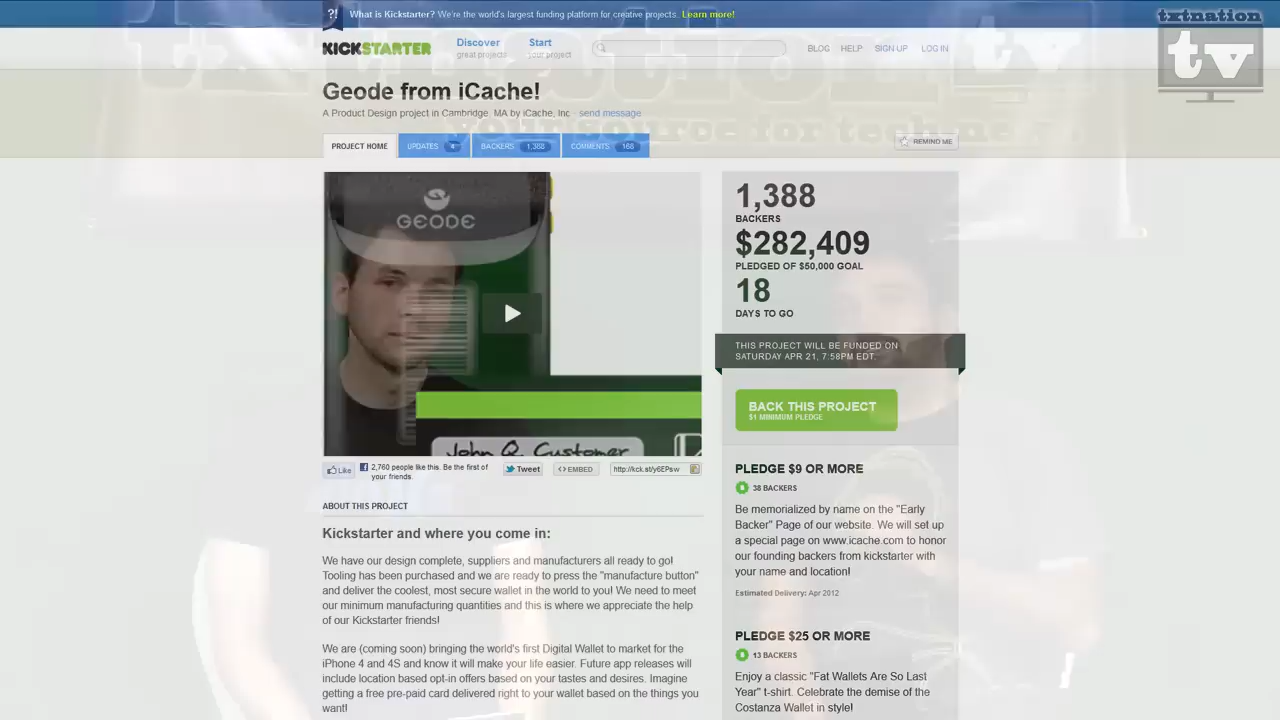 ?! What is Kickstarter? We're the world's largest funding platform for creative projects. Learn more!
txtnation
tv
KICKSTARTER
Discover
great projects
Start
your project
BLOG HELP SIGN UP LOG IN
Geode from iCache!
A Product Design project in Cambridge, MA by iCache, Inc · send message
your source for tech
PROJECT HOME UPDATES 4 BACKERS 1,388 COMMENTS 168
REMIND ME
GEODE
John Q. Customer
Like
2,760 people like this. Be the first of
your friends.
Tweet
<> EMBED
http://kck.st/y6EPsw
ABOUT THIS PROJECT
Kickstarter and where you come in:
We have our design complete, suppliers and manufacturers all ready to go!
Tooling has been purchased and we are ready to press the "manufacture button"
and deliver the coolest, most secure wallet in the world to you! We need to meet
our minimum manufacturing quantities and this is where we appreciate the help
of our Kickstarter friends!
We are (coming soon) bringing the world's first Digital Wallet to market for the
iPhone 4 and 4S and know it will make your life easier. Future app releases will
include location based opt-in offers based on your tastes and desires. Imagine
getting a free pre-paid card delivered right to your wallet based on the things you
want!
1,388
BACKERS
$282,409
PLEDGED OF $50,000 GOAL
18
DAYS TO GO
THIS PROJECT WILL BE FUNDED ON
SATURDAY APR 21, 7:58PM EDT.
BACK THIS PROJECT
$1 MINIMUM PLEDGE
PLEDGE $9 OR MORE
38 BACKERS
Be memorialized by name on the "Early
Backer" Page of our website. We will set up
a special page on www.icache.com to honor
our founding backers from kickstarter with
your name and location!
Estimated Delivery: Apr 2012
PLEDGE $25 OR MORE
13 BACKERS
Enjoy a classic "Fat Wallets Are So Last
Year" t-shirt. Celebrate the demise of the
Costanza Wallet in style!